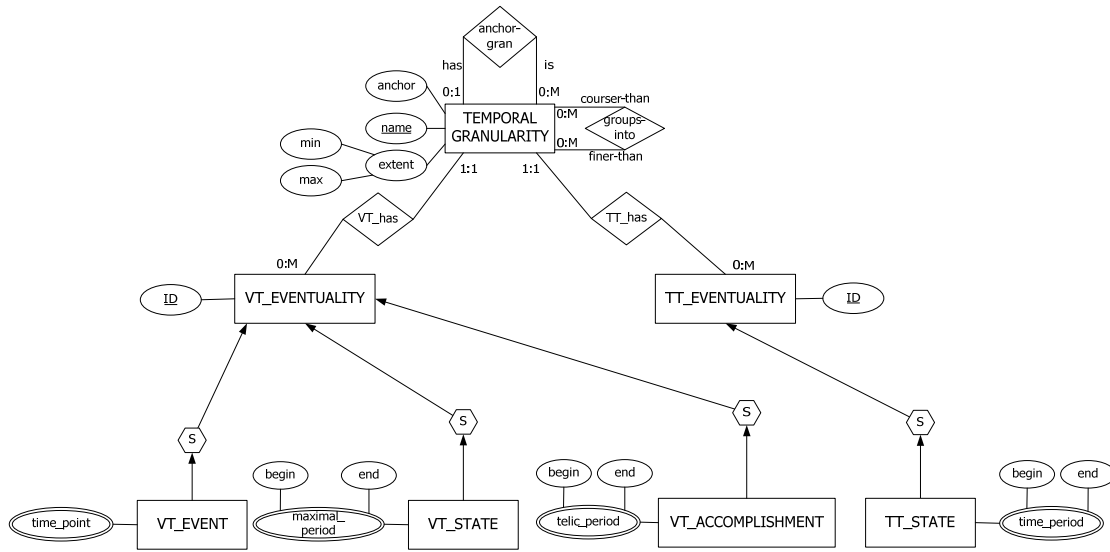 anchor-
gran
has
is
anchor
0:1
0:M
courser-than
TEMPORAL
GRANULARITY
0:M
groups-
into
name
min
0:M
finer-than
extent
max
1:1
1:1
VT_has
TT_has
0:M
0:M
ID
VT_EVENTUALITY
TT_EVENTUALITY
ID
S
S
S
S
begin
end
begin
end
begin
end
time_point
VT_EVENT
maximal_
period
VT_STATE
telic_period
VT_ACCOMPLISHMENT
TT_STATE
time_period